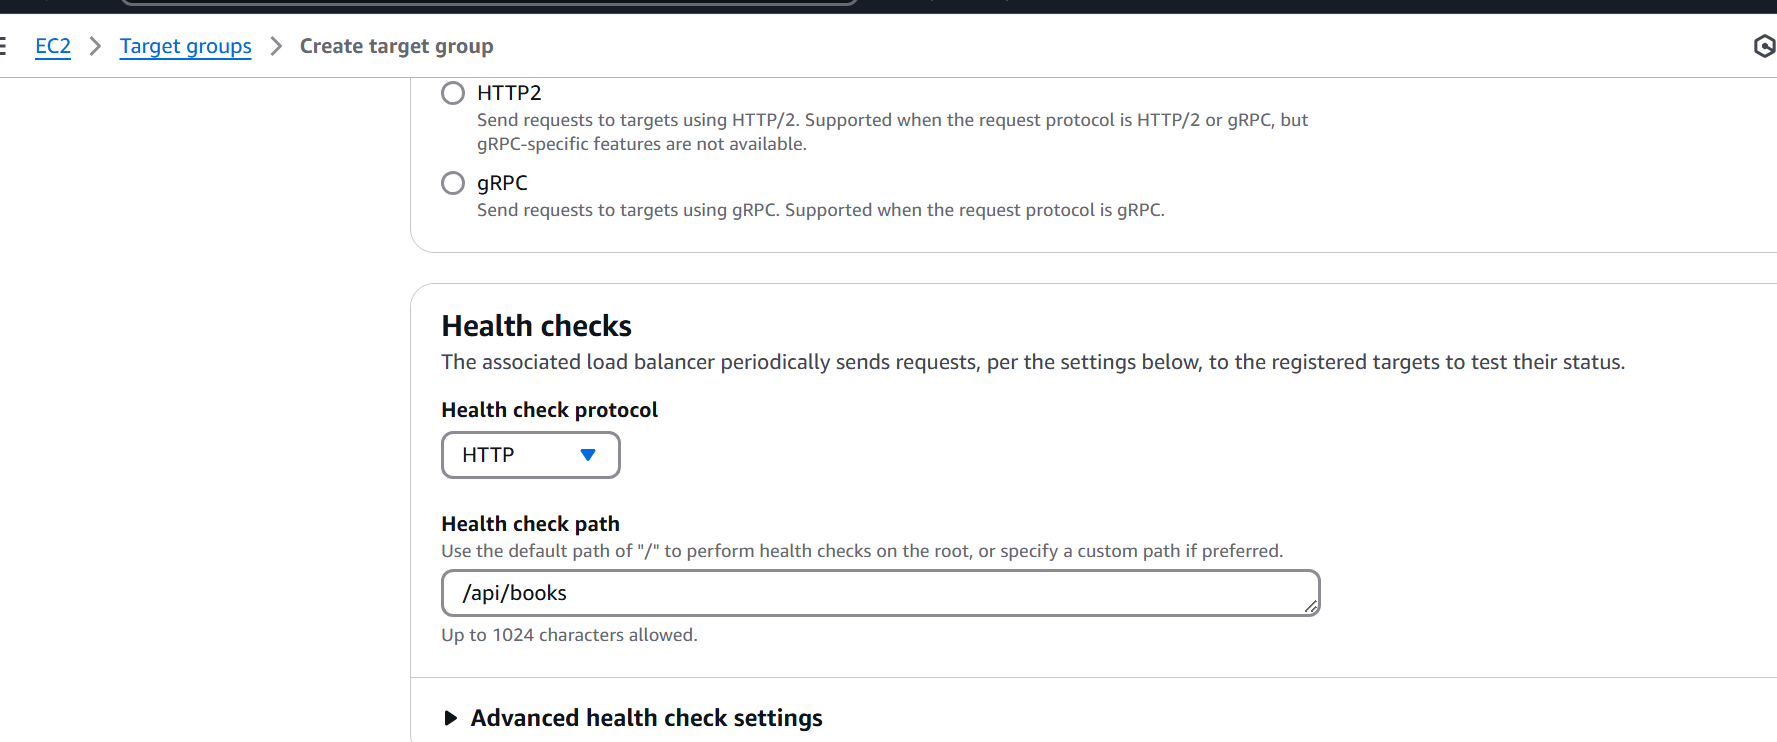 EC2 > Target groups > Create target group
HTTP2
Send requests to targets using HTTP/2. Supported when the request protocol is HTTP/2 or gRPC, but
gRPC-specific features are not available.
gRPC
Send requests to targets using gRPC. Supported when the request protocol is gRPC.
Health checks
The associated load balancer periodically sends requests, per the settings below, to the registered targets to test their status.
Health check protocol
HTTP
Health check path
Use the default path of "/" to perform health checks on the root, or specify a custom path if preferred.
/api/books
Up to 1024 characters allowed.
Advanced health check settings